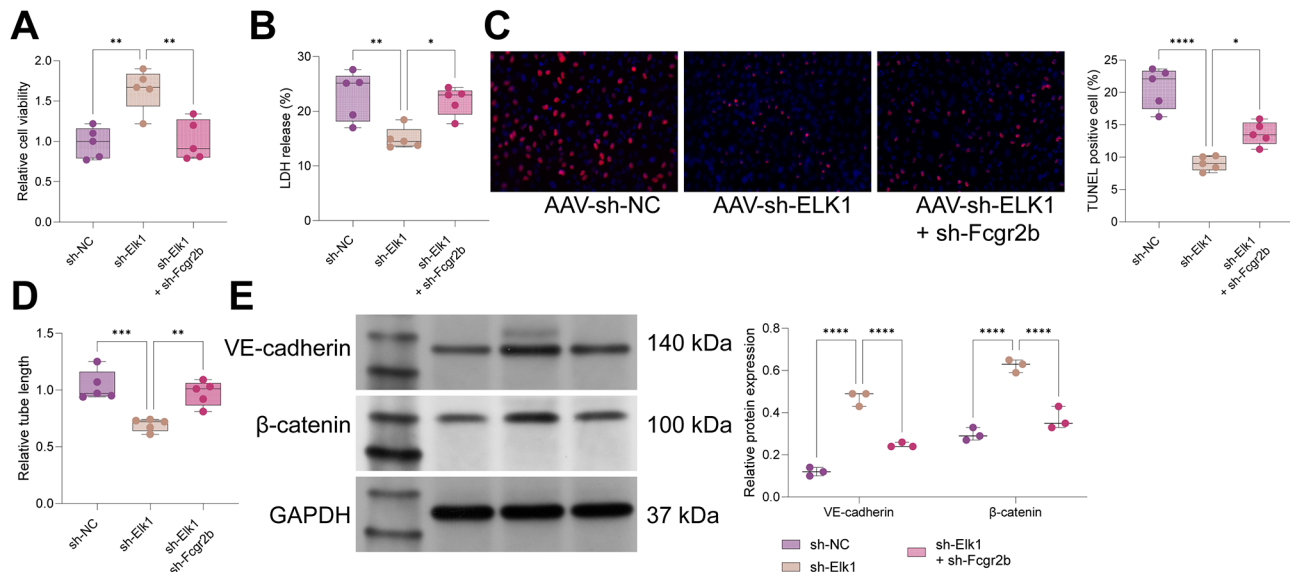 A
Relative cell viability
2.0
1.5
1.0
0.5
0.0
**
**
sh-NC
sh-Elk1
sh-Elk1
+ sh-Fcgr2b
B
LDH release (%)
30
20
10
0
**
*
sh-NC
sh-Elk1
sh-Elk1
+ sh-Fcgr2b
C
AAV-sh-NC
AAV-sh-ELK1
AAV-sh-ELK1
+ sh-Fcgr2b
TUNEL positive cell (%)
25
20
15
10
5
0
****
*
sh-NC
sh-Elk1
sh-Elk1
+ sh-Fcgr2b
D
Relative tube length
1.5
1.0
0.5
0.0
***
**
sh-NC
sh-Elk1
sh-Elk1
+ sh-Fcgr2b
E
VE-cadherin
140 kDa
β-catenin
100 kDa
GAPDH
37 kDa
Relative protein expression
0.8
0.6
0.4
0.2
0.0
****
****
****
****
VE-cadherin
β-catenin
sh-NC
sh-Elk1
sh-Elk1
+ sh-Fcgr2b